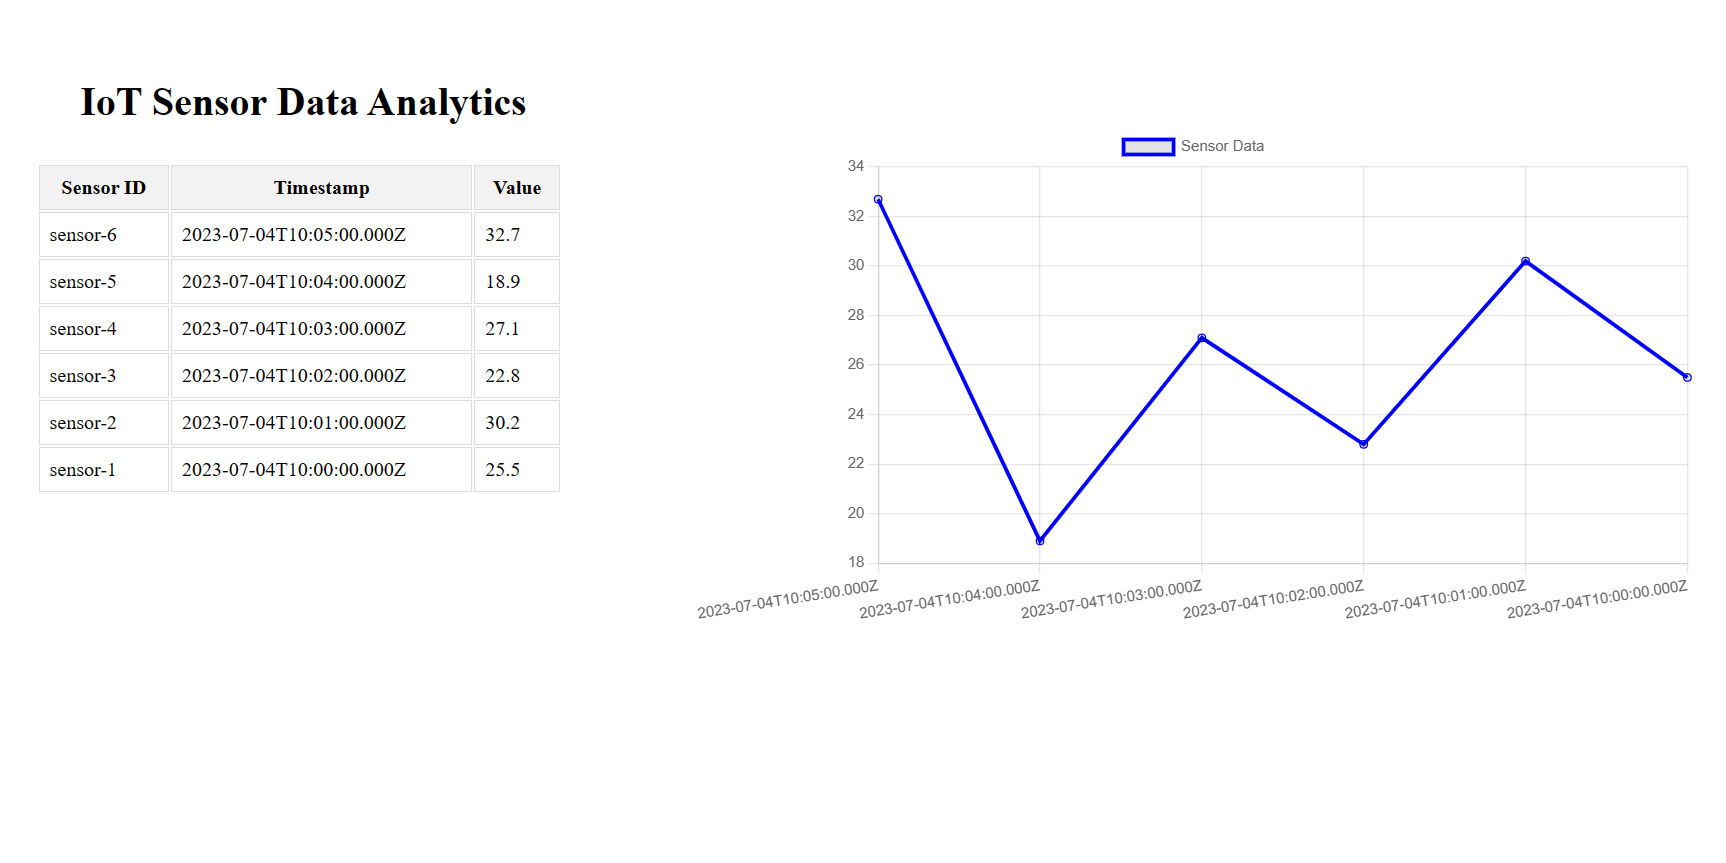 IoT Sensor Data Analytics
Sensor ID Timestamp Value
sensor-6 2023-07-04T10:05:00.000Z 32.7
sensor-5 2023-07-04T10:04:00.000Z 18.9
sensor-4 2023-07-04T10:03:00.000Z 27.1
sensor-3 2023-07-04T10:02:00.000Z 22.8
sensor-2 2023-07-04T10:01:00.000Z 30.2
sensor-1 2023-07-04T10:00:00.000Z 25.5
Sensor Data
34
32
30
28
26
24
22
20
18
2023-07-04T10:05:00.000Z
2023-07-04T10:04:00.000Z
2023-07-04T10:03:00.000Z
2023-07-04T10:02:00.000Z
2023-07-04T10:01:00.000Z
2023-07-04T10:00:00.000Z